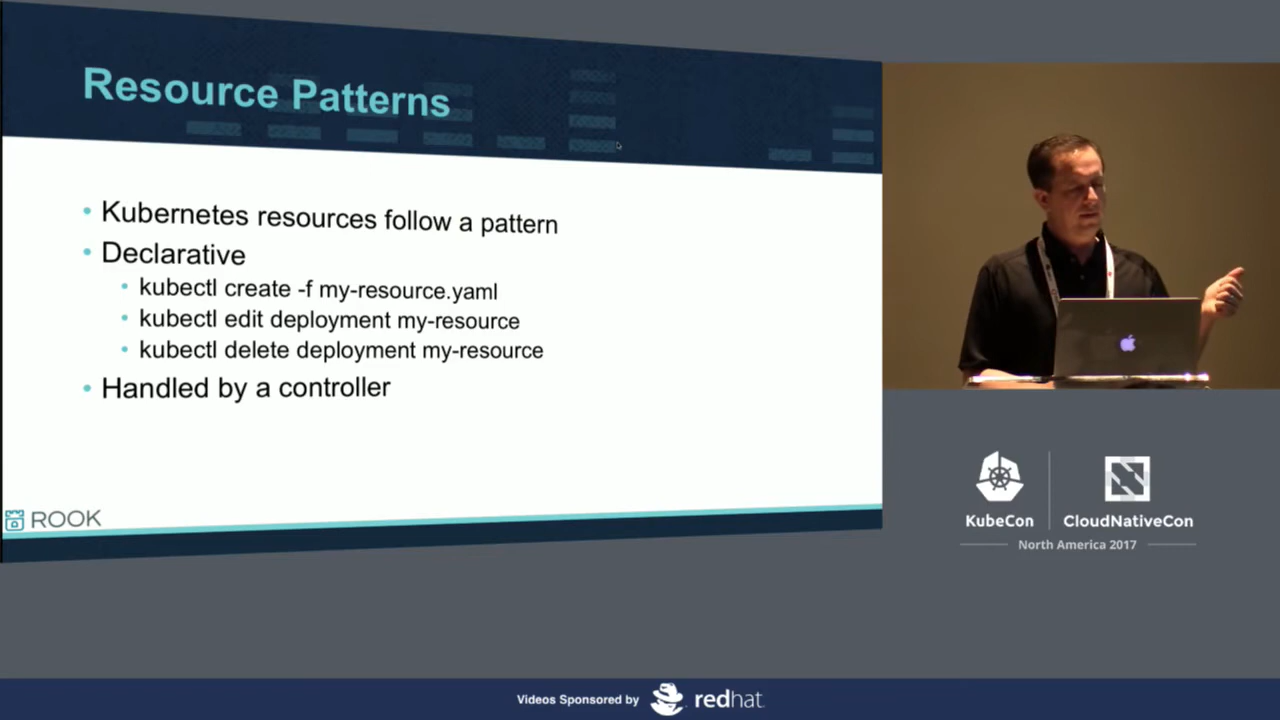 Resource Patterns
Kubernetes resources follow a pattern
Declarative
kubectl create -f my-resource.yaml
kubectl edit deployment my-resource
kubectl delete deployment my-resource
Handled by a controller
ROOK
KubeCon
CloudNativeCon
North America 2017
Videos Sponsored by
redhat.